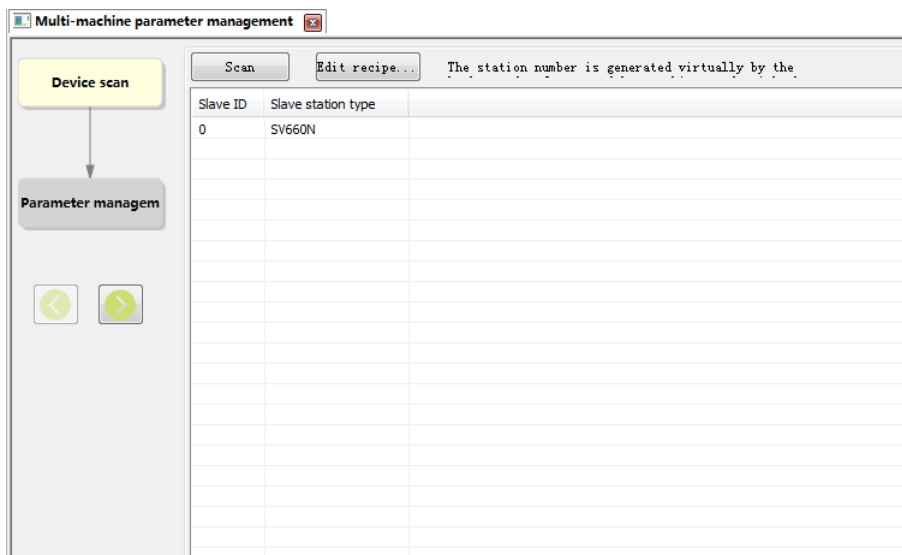 Multi-machine parameter management
Device scan
Parameter managem
Scan
Edit recipe...
The station number is generated virtually by the
Slave ID Slave station type
0 SV660N